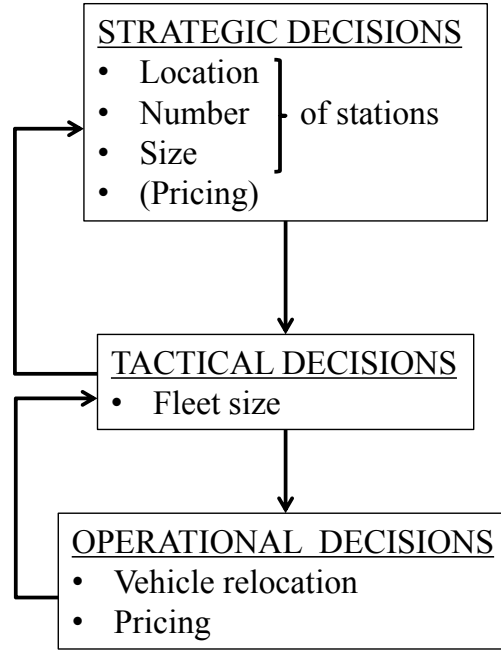 STRATEGIC DECISIONS
• Location
• Number of stations
• Size
• (Pricing)
TACTICAL DECISIONS
• Fleet size
OPERATIONAL DECISIONS
• Vehicle relocation
• Pricing